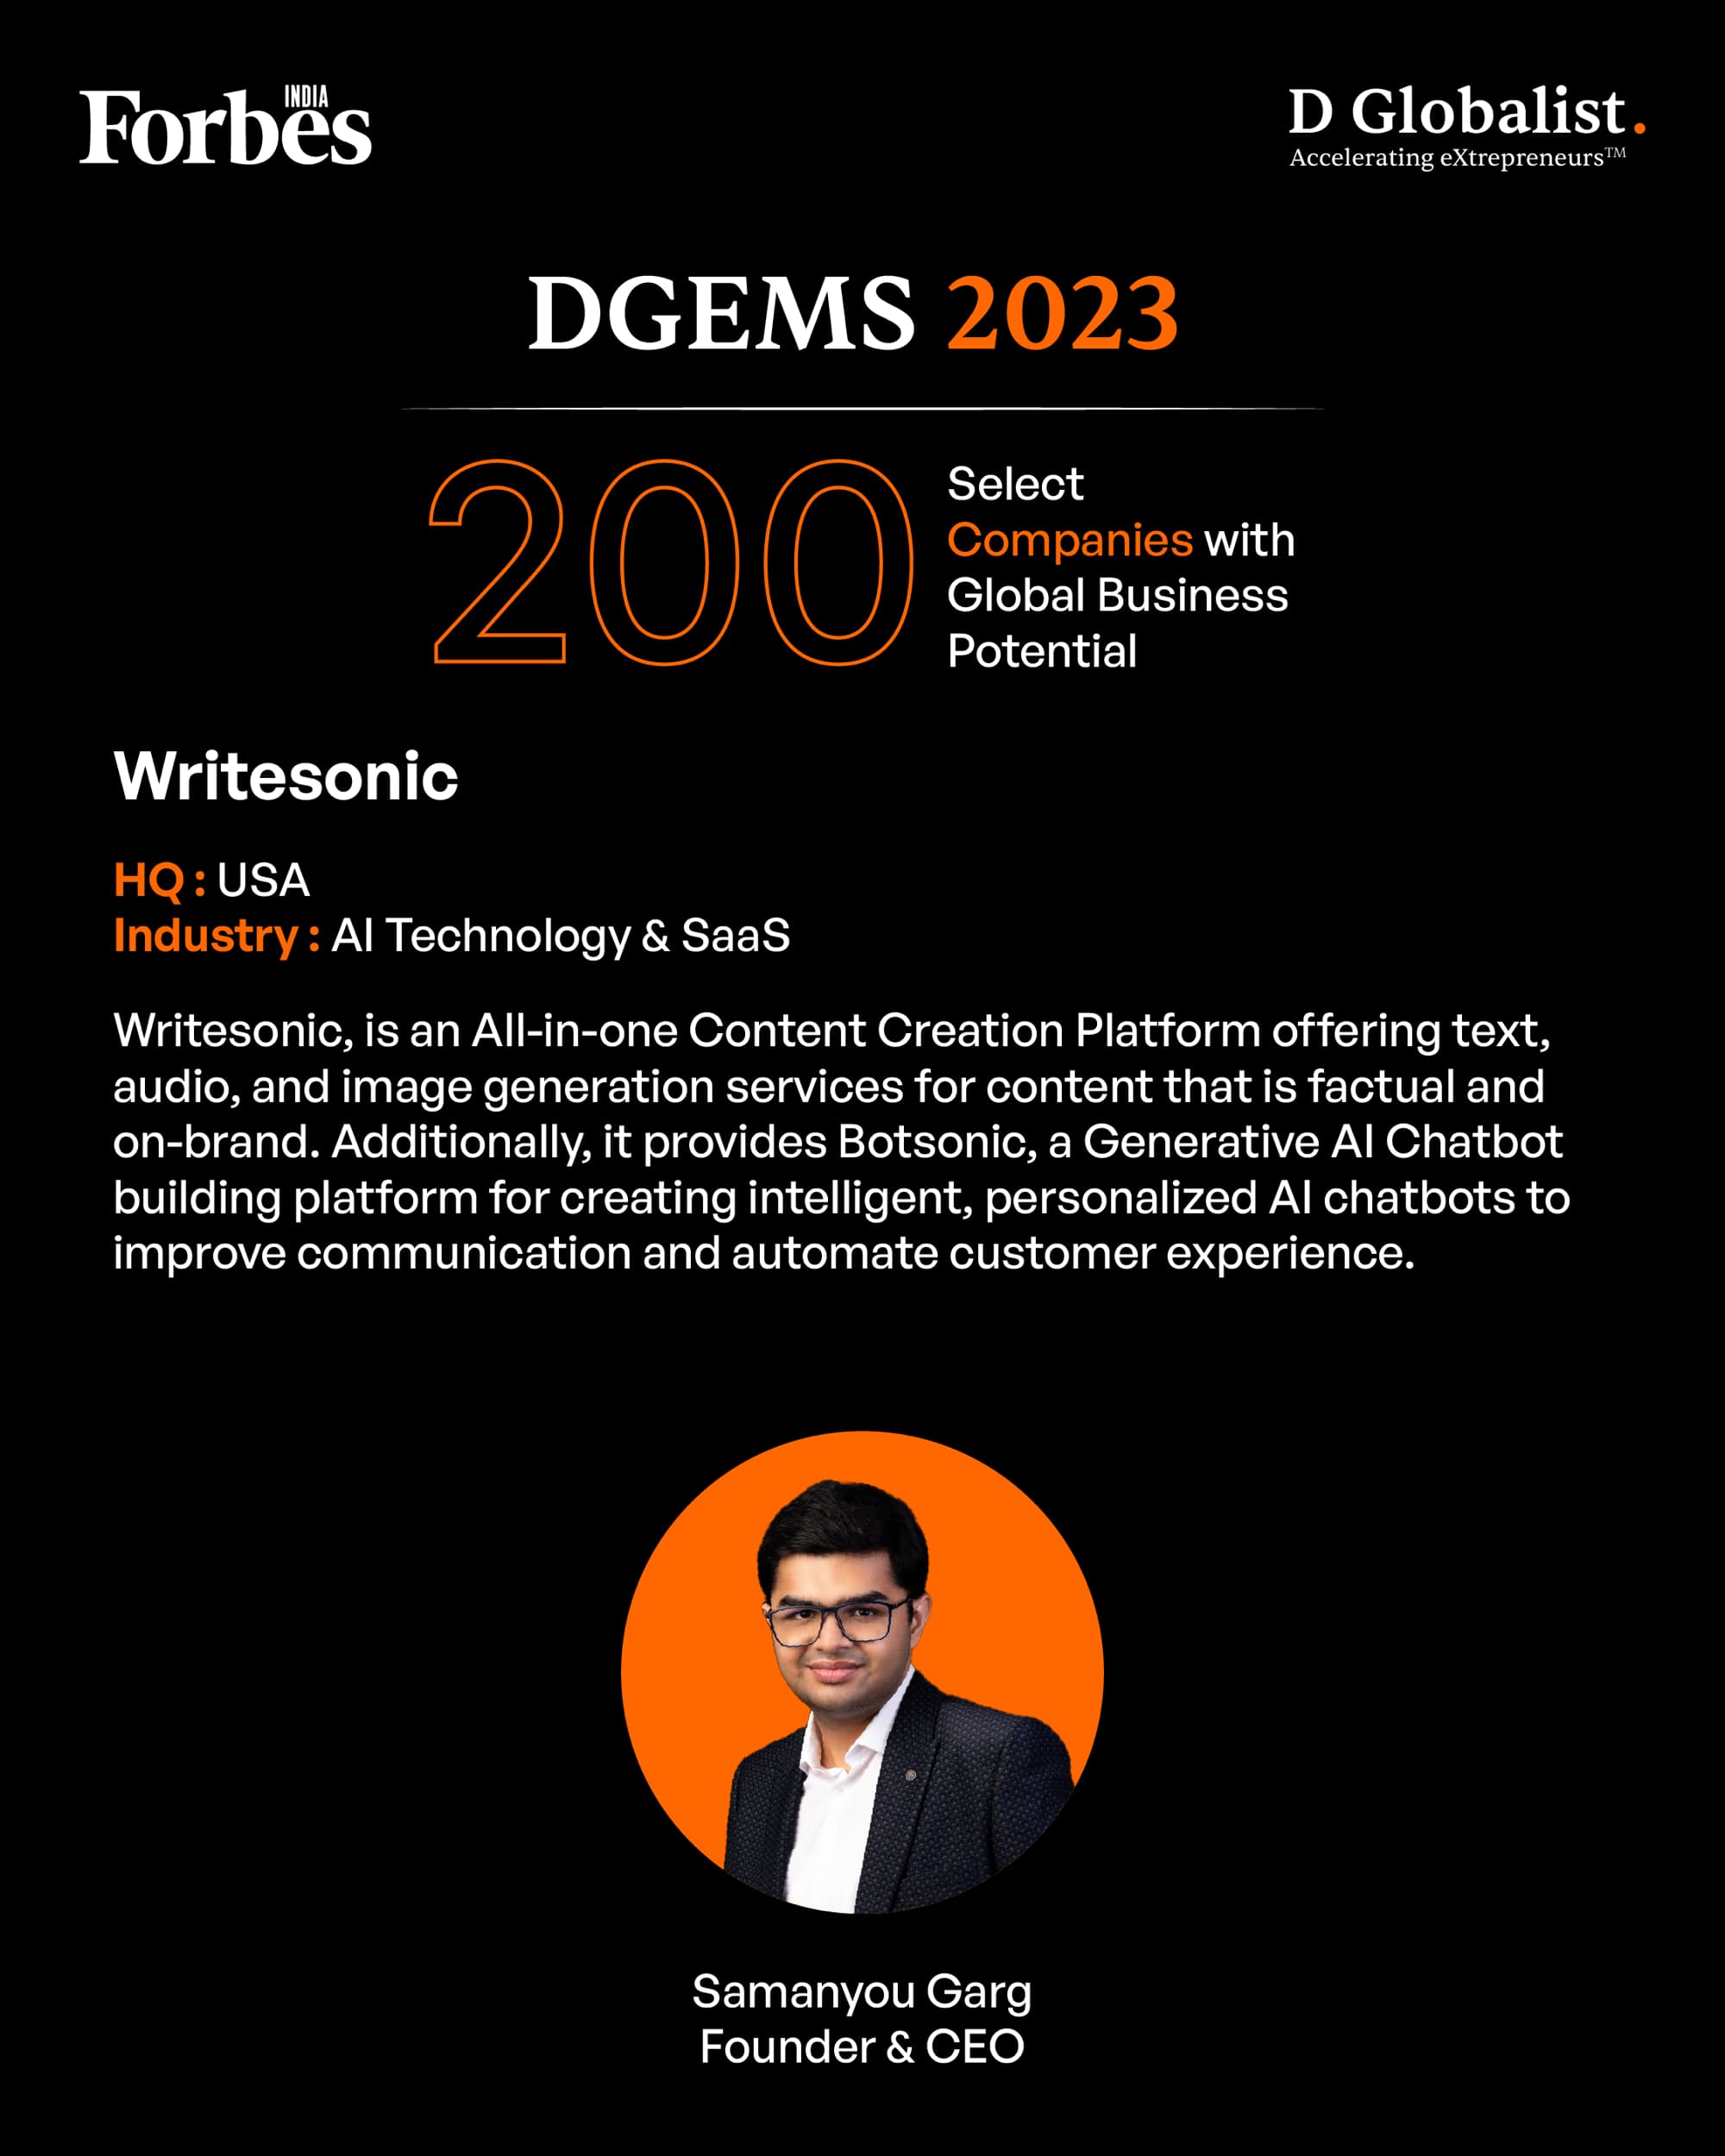 Forbes INDIA
D Globalist.
Accelerating eXtrepreneurs™
DGEMS 2023
200
Select
Companies with
Global Business
Potential
Writesonic
HQ : USA
Industry : AI Technology & SaaS
Writesonic, is an All-in-one Content Creation Platform offering text,
audio, and image generation services for content that is factual and
on-brand. Additionally, it provides Botsonic, a Generative AI Chatbot
building platform for creating intelligent, personalized AI chatbots to
improve communication and automate customer experience.
Samanyou Garg
Founder & CEO